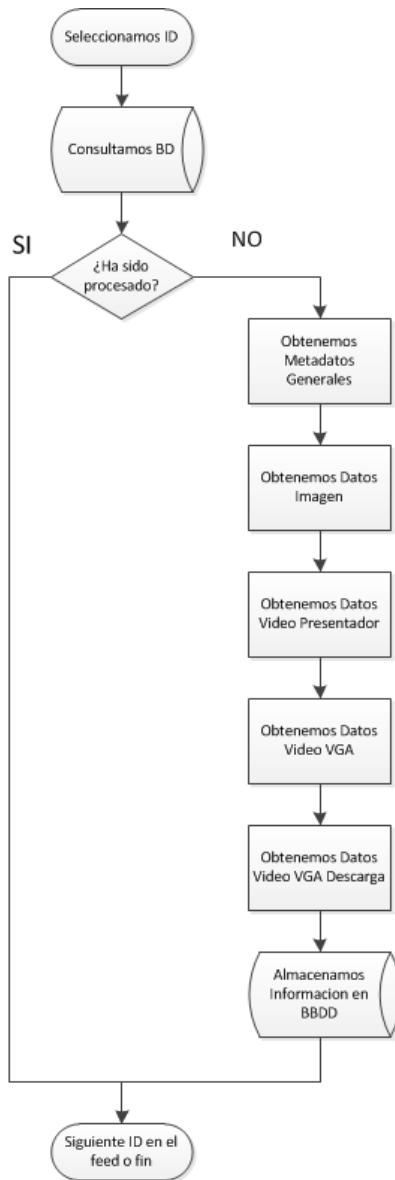 Seleccionamos ID
Consultamos BD
SI
NO
¿Ha sido
procesado?
Obtenemos
Metadatos
Generales
Obtenemos Datos
Imagen
Obtenemos Datos
Video Presentador
Obtenemos Datos
Video VGA
Obtenemos Datos
Video VGA Descarga
Almacenamos
Informacion en
BBDD
Siguiente ID en el
feed o fin